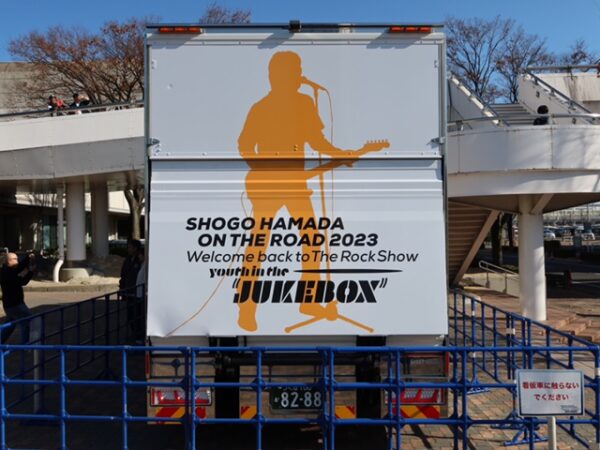 SHOGO HAMADA
ON THE ROAD 2023
Welcome back to The Rock Show
youth in the
"JUKEBOX"
82-88
看板車に触らない
でください